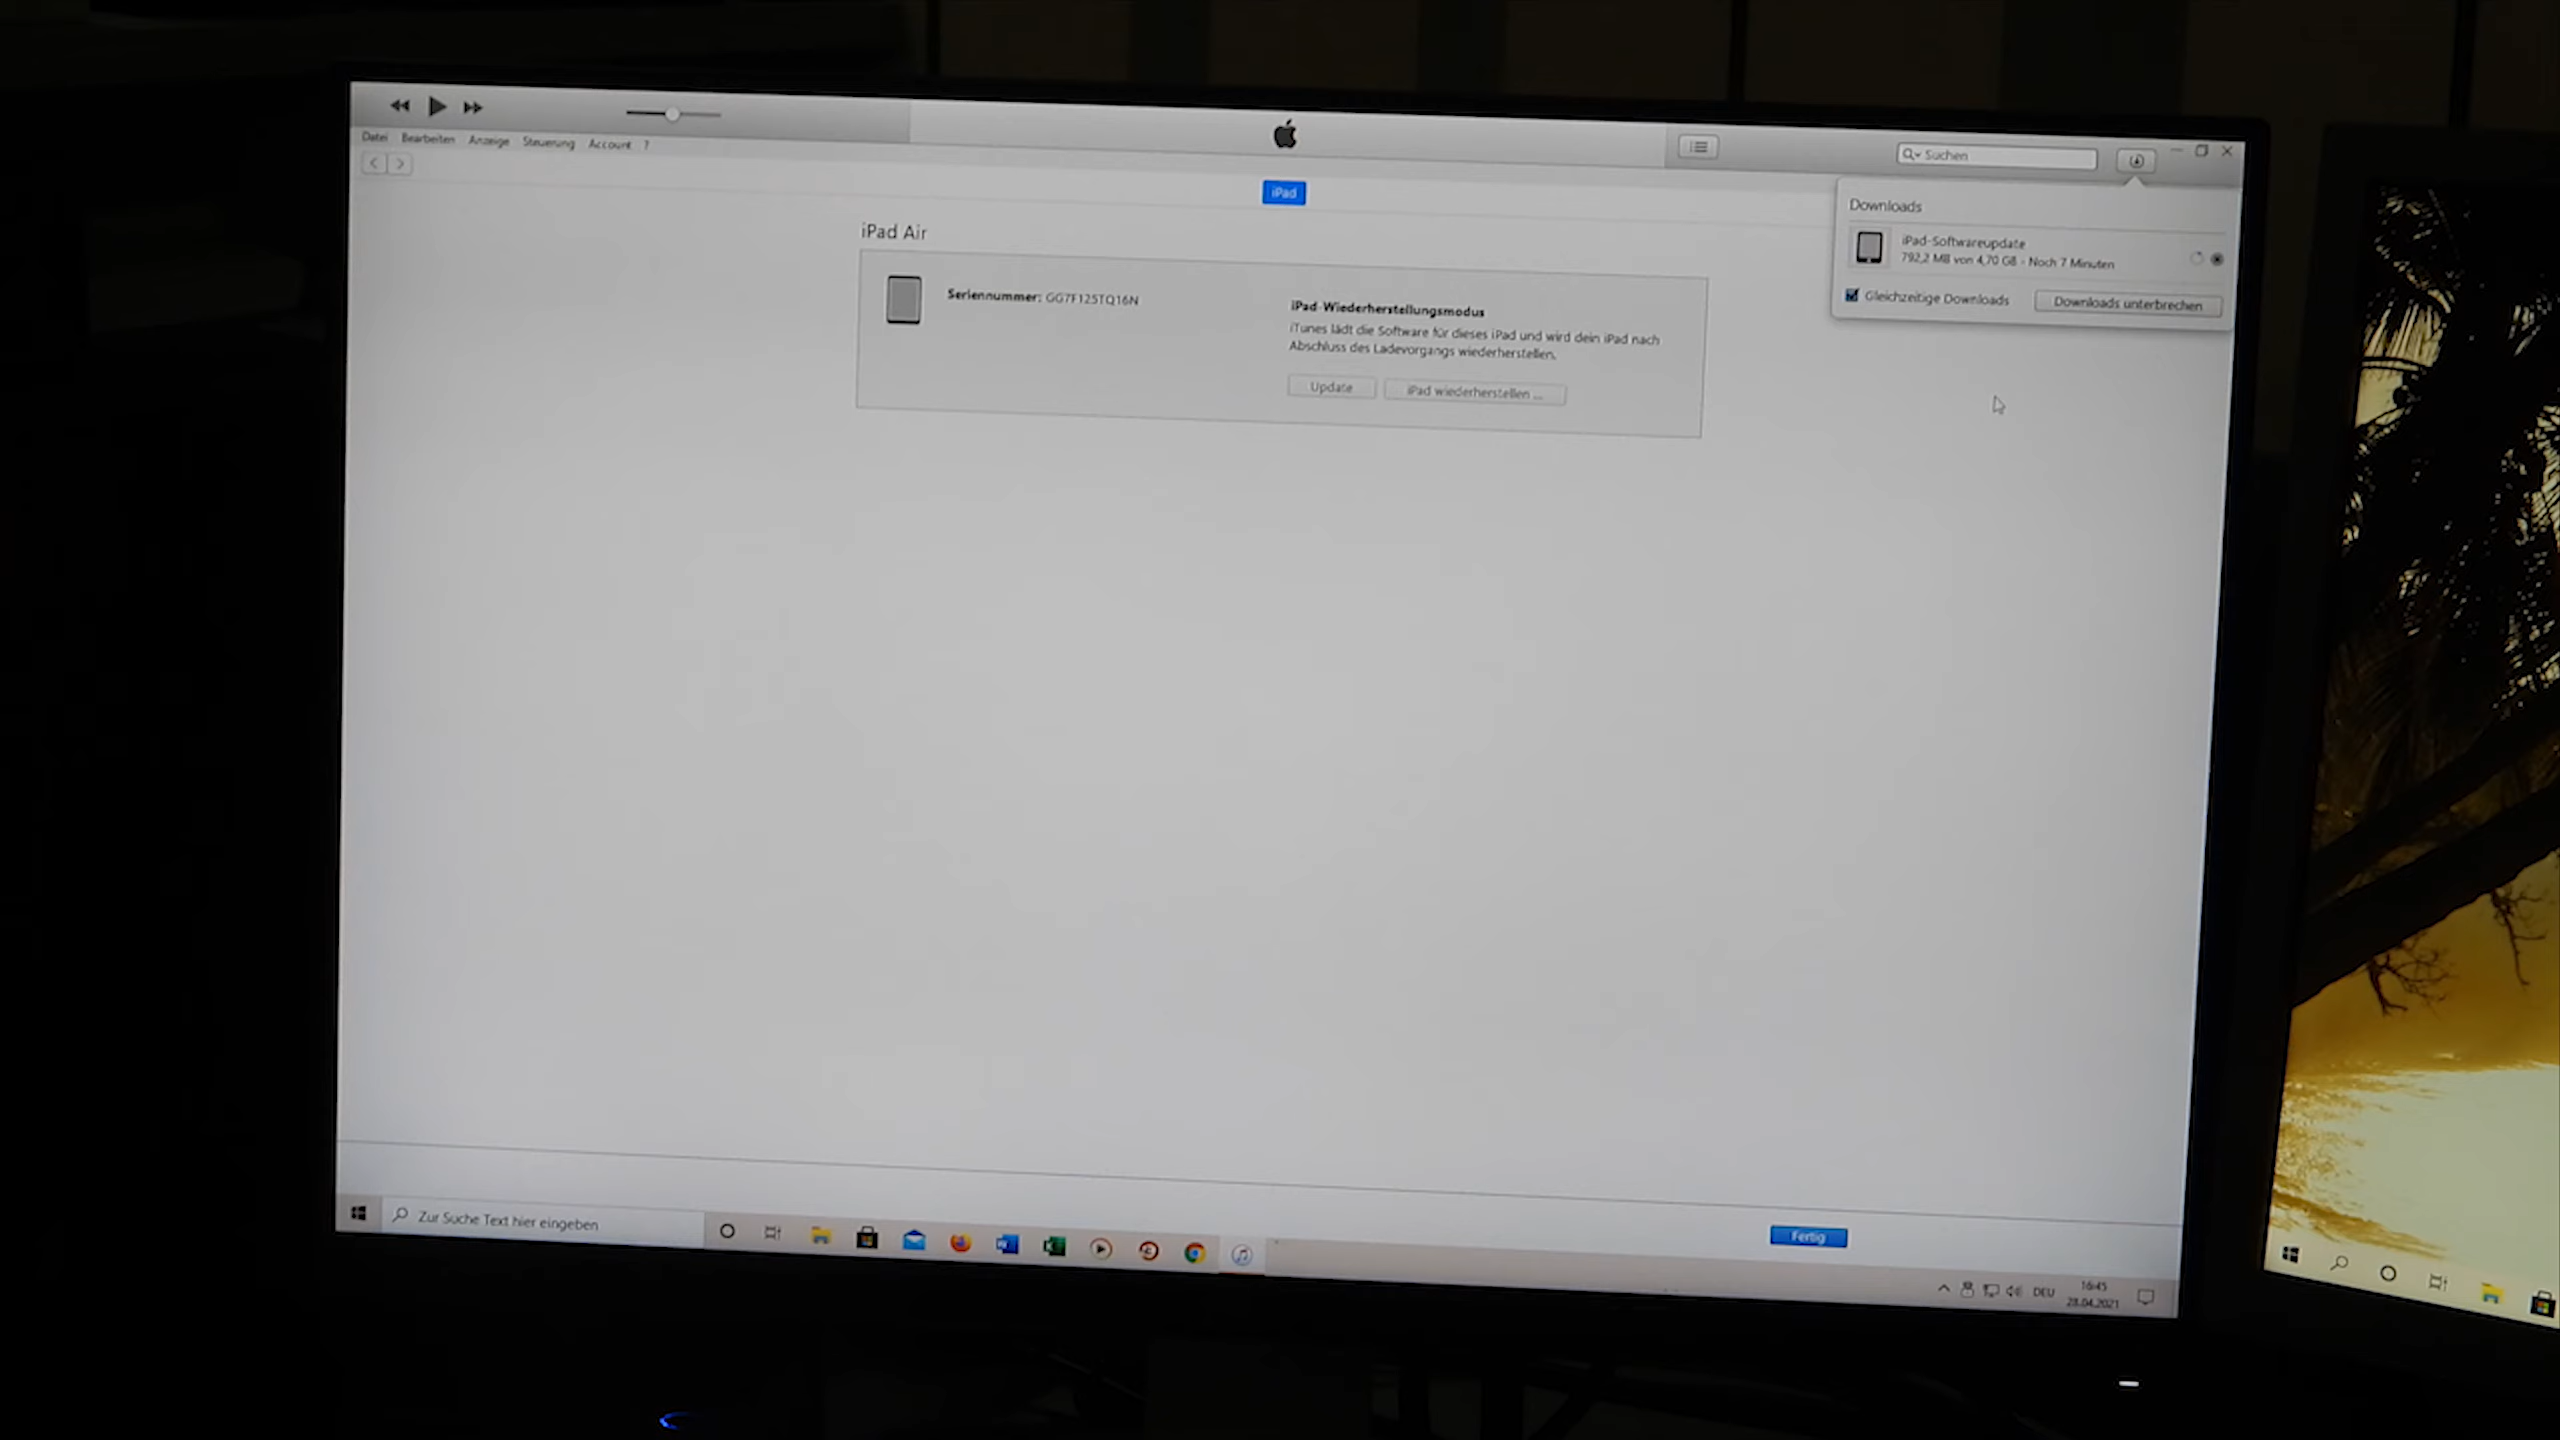 Datei Bearbeiten Anzeige Steuerung Account ?
Suchen
iPad
Downloads
iPad-Softwareupdate
792,2 MB von 4,70 GB - Noch 7 Minuten
Gleichzeitige Downloads
Downloads unterbrechen
iPad Air
Seriennummer: GG7F125TQ16N
iPad-Wiederherstellungsmodus
iTunes lädt die Software für dieses iPad und wird dein iPad nach
Abschluss des Ladevorgangs wiederherstellen.
Update
iPad wiederherstellen ...
Fertig
Zur Suche Text hier eingeben
DEU
16:45
28.04.2021